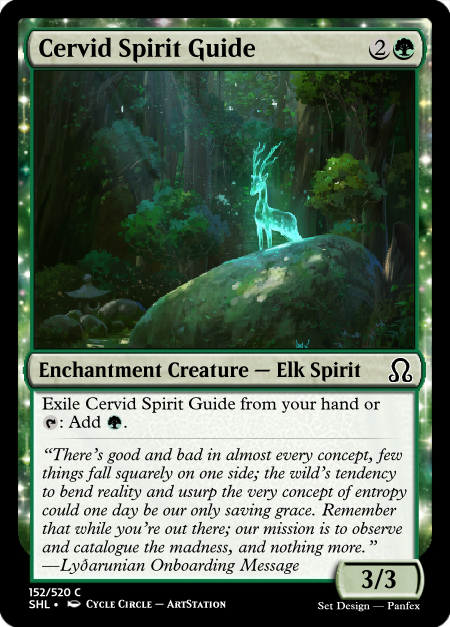 Cervid Spirit Guide 2
Enchantment Creature — Elk Spirit
Exile Cervid Spirit Guide from your hand or
: Add .
“There’s good and bad in almost every concept, few
things fall squarely on one side; the wild’s tendency
to bend reality and usurp the very concept of entropy
could one day be our only saving grace. Remember
that while you’re out there; our mission is to observe
and catalogue the madness, and nothing more.”
—Lyðarunian Onboarding Message
3/3
152/520 C
SHL • Cycle Circle — ArtStation
Set Design — Panfex